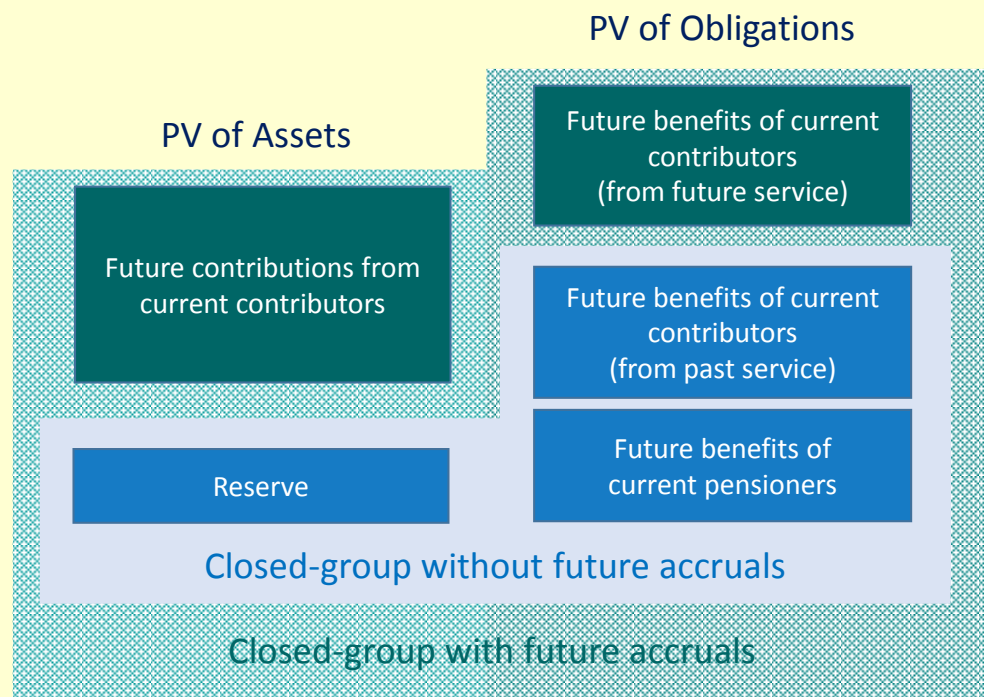 PV of Obligations
PV of Assets
Future benefits of current
contributors
(from future service)
Future contributions from
current contributors
Future benefits of current
contributors
(from past service)
Reserve
Future benefits of
current pensioners
Closed-group without future accruals
Closed-group with future accruals